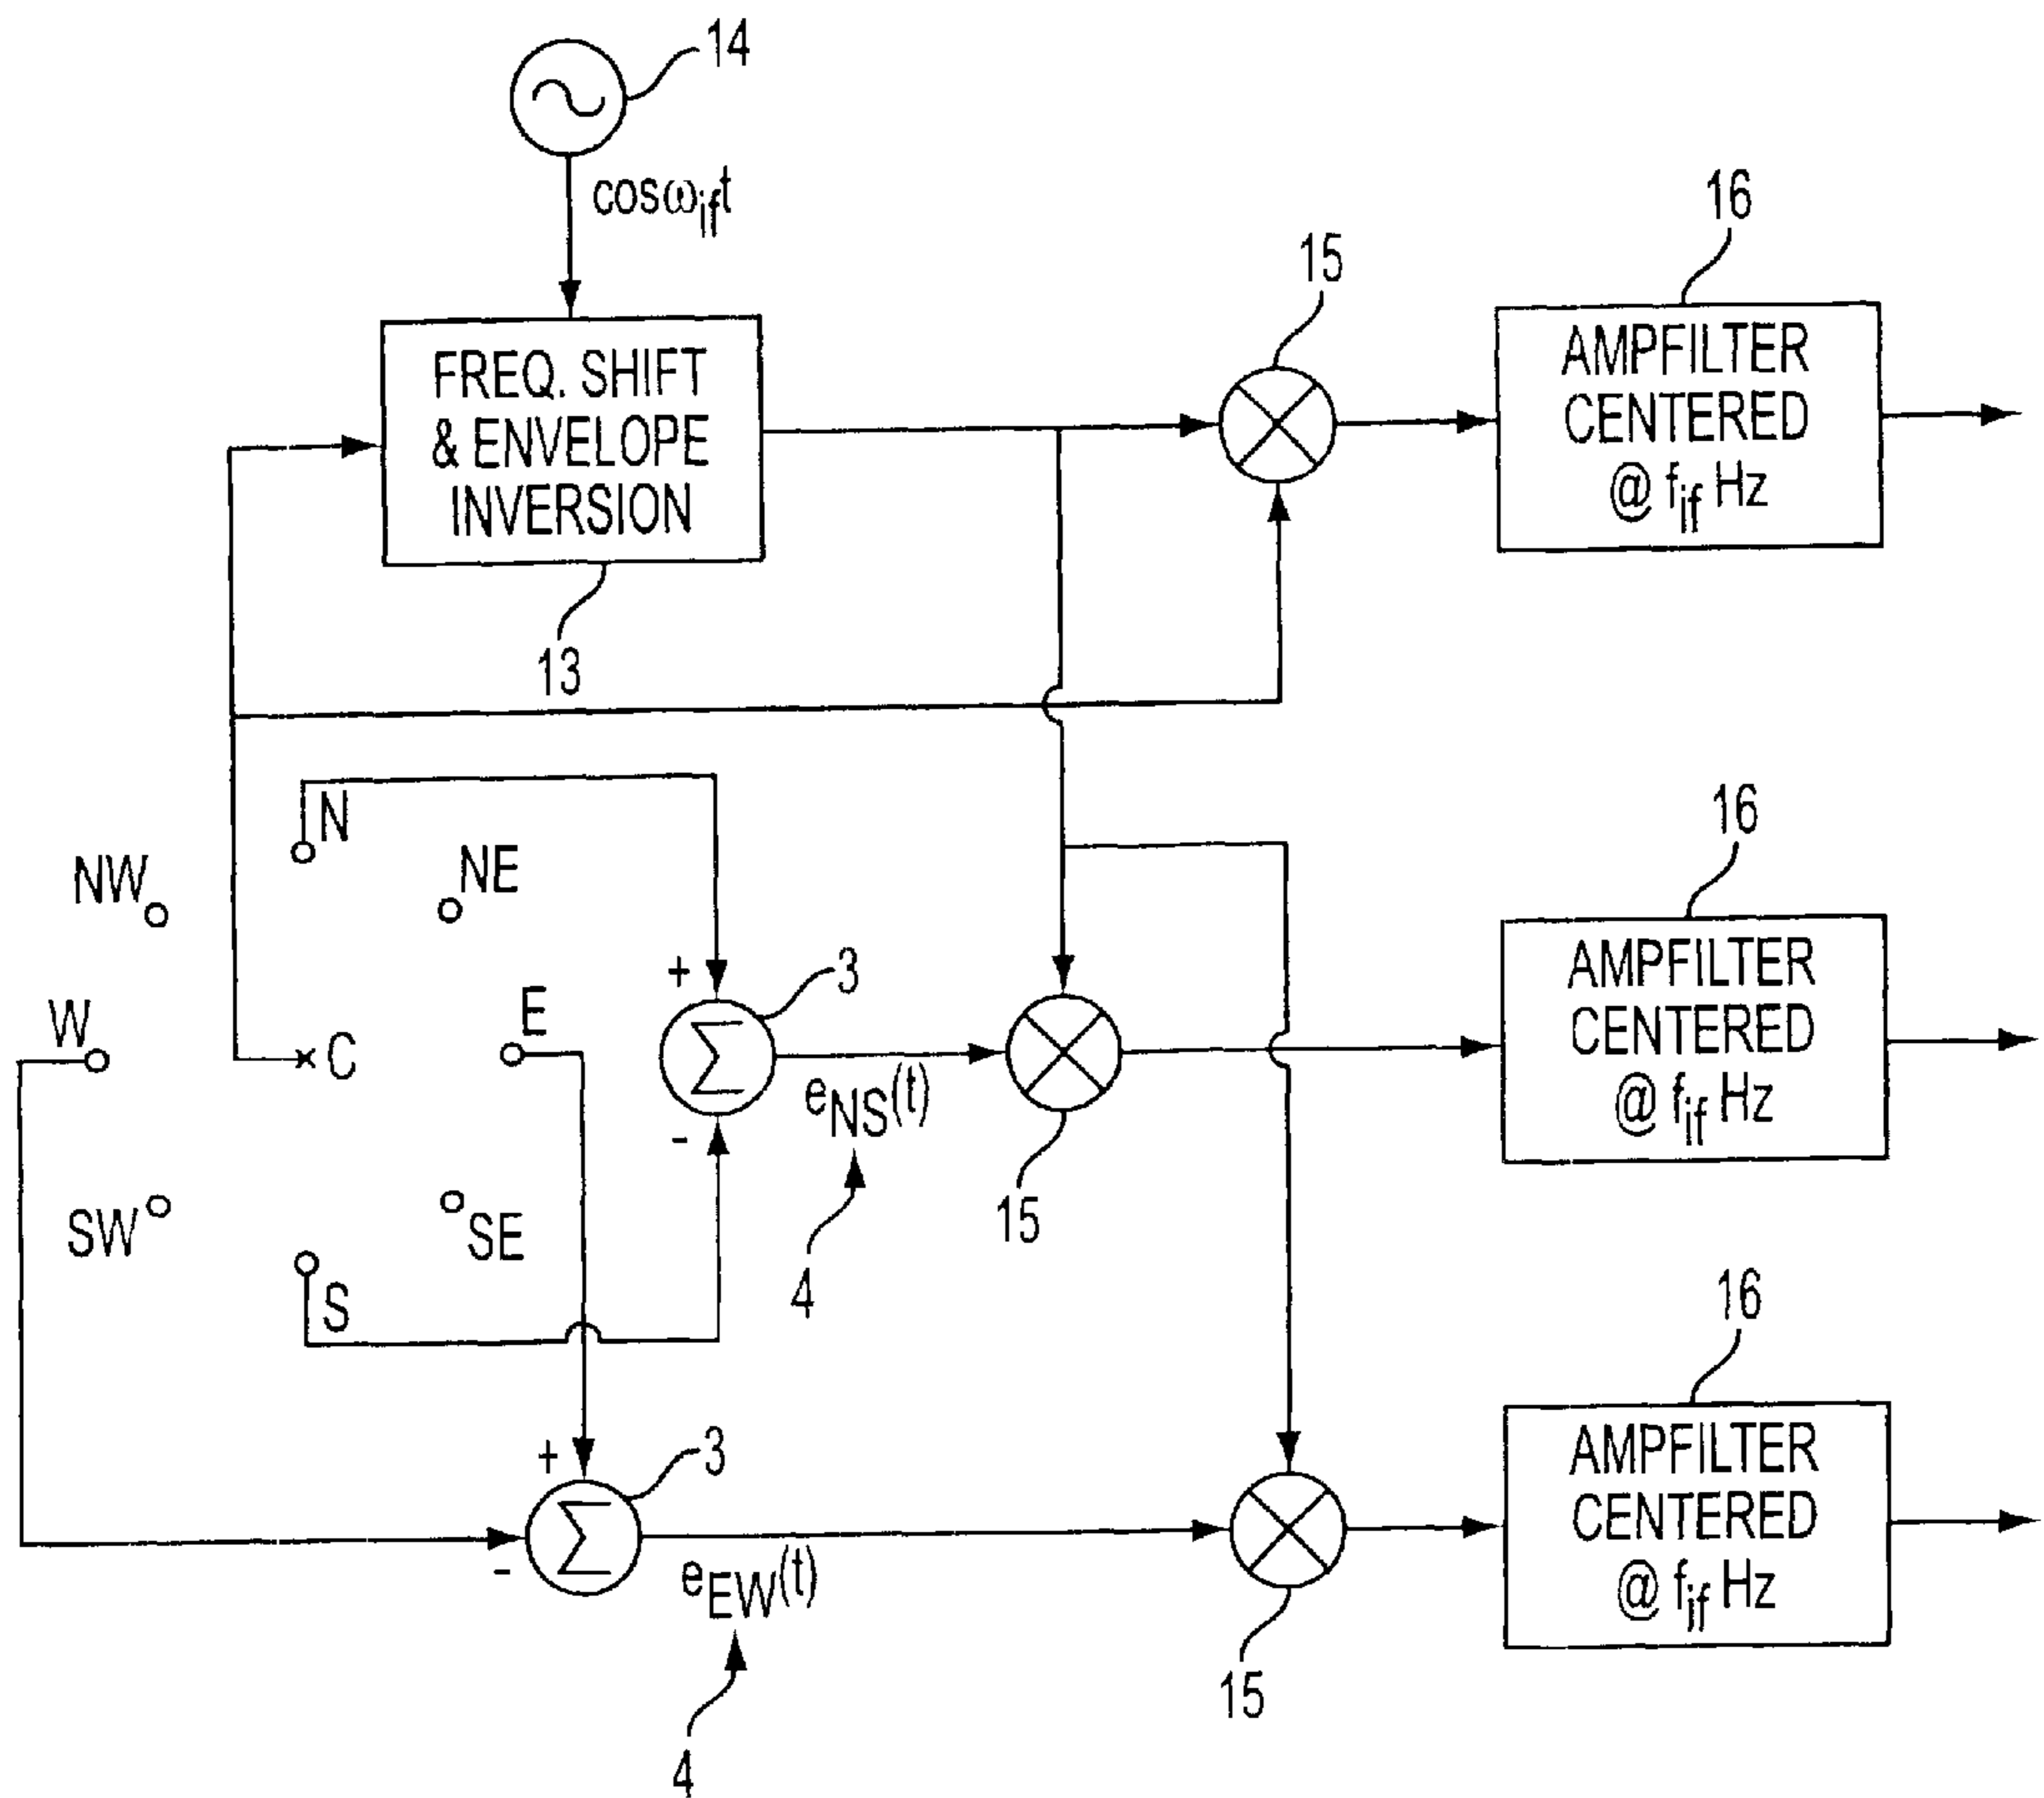 14
cosω_if t
16
15
FREQ. SHIFT
& ENVELOPE
INVERSION
AMPFILTER
CENTERED
@ f_if Hz
13
N
16
NW
NE
+
3
AMPFILTER
CENTERED
@ f_if Hz
W
C
E
e_NS(t)
-
15
SW
SE
4
S
16
+
3
AMPFILTER
CENTERED
@ f_if Hz
-
e_EW(t)
15
4